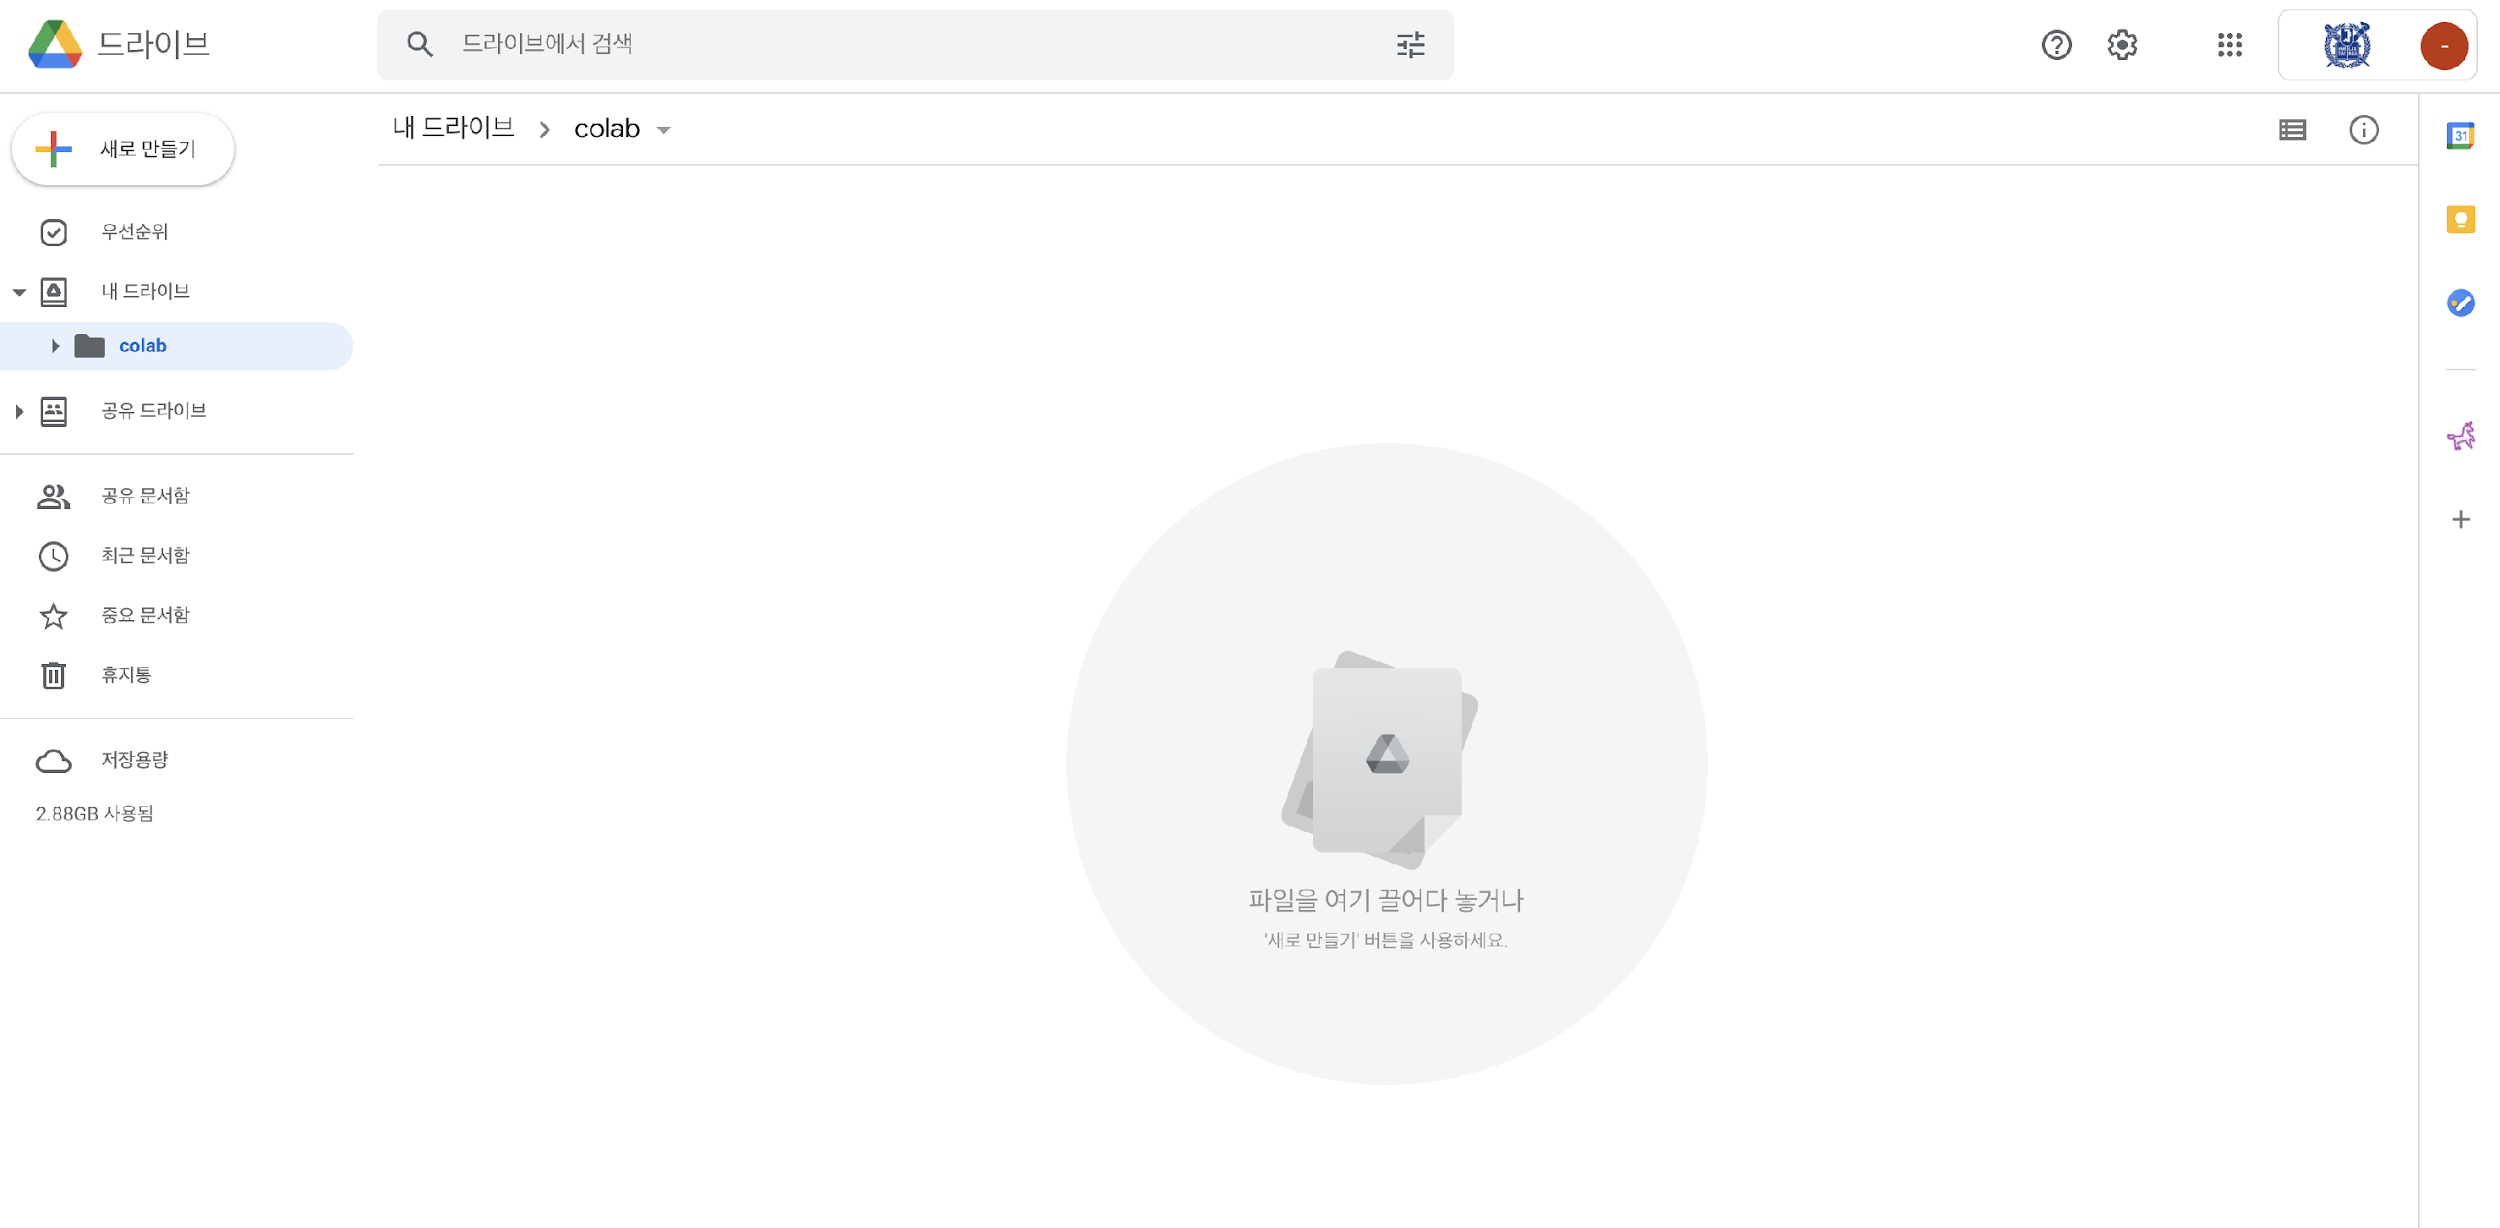 드라이브
드라이브에서 검색
새로 만들기
내 드라이브
colab
우선순위
내 드라이브
colab
공유 드라이브
공유 문서함
최근 문서함
중요 문서함
휴지통
저장용량
2.88GB 사용됨
31
파일을 여기 끌어다 놓거나
'새로 만들기' 버튼을 사용하세요.